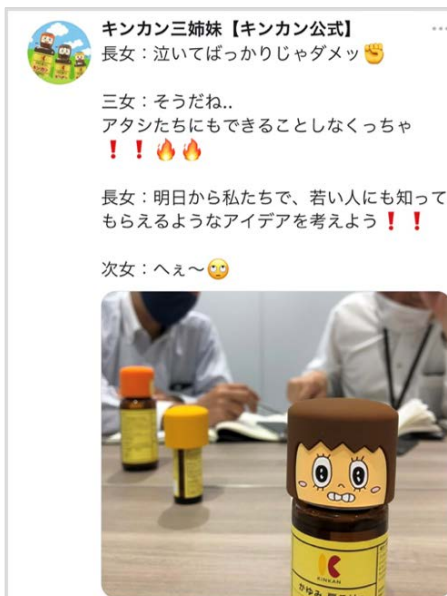 キンカン三姉妹【キンカン公式】
長女：泣いてばっかりじゃダメッ✊
三女：そうだね..
アタシたちにもできることしなくっちゃ
❗❗🔥🔥
長女：明日から私たちで、若い人にも知って
もらえるようなアイデアを考えよう❗❗
次女：へぇ〜🙄
KINKAN